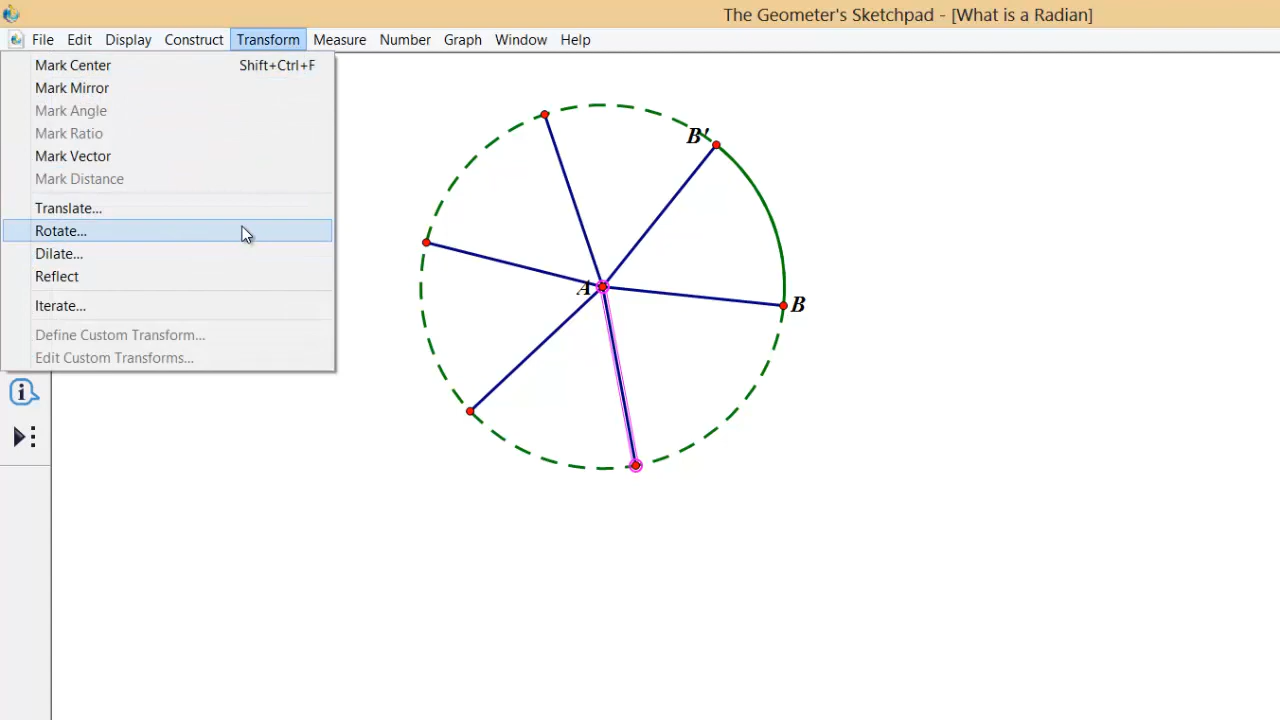 The Geometer's Sketchpad - [What is a Radian]
File Edit Display Construct Transform Measure Number Graph Window Help
Mark Center Shift+Ctrl+F
Mark Mirror
Mark Angle
Mark Ratio
Mark Vector
Mark Distance
Translate...
Rotate...
Dilate...
Reflect
Iterate...
Define Custom Transform...
Edit Custom Transforms...
B'
A
B